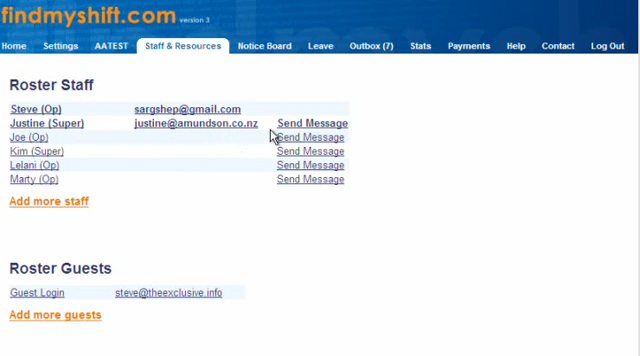 findmyshift.com version 3
Home Settings AATEST Staff & Resources Notice Board Leave Outbox (7) Stats Payments Help Contact Log Out
Roster Staff
Steve (Op) sargshep@gmail.com
Justine (Super) justine@amundson.co.nz Send Message
Joe (Op) Send Message
Kim (Super) Send Message
Lelani (Op) Send Message
Marty (Op) Send Message
Add more staff
Roster Guests
Guest Login steve@theexclusive.info
Add more guests